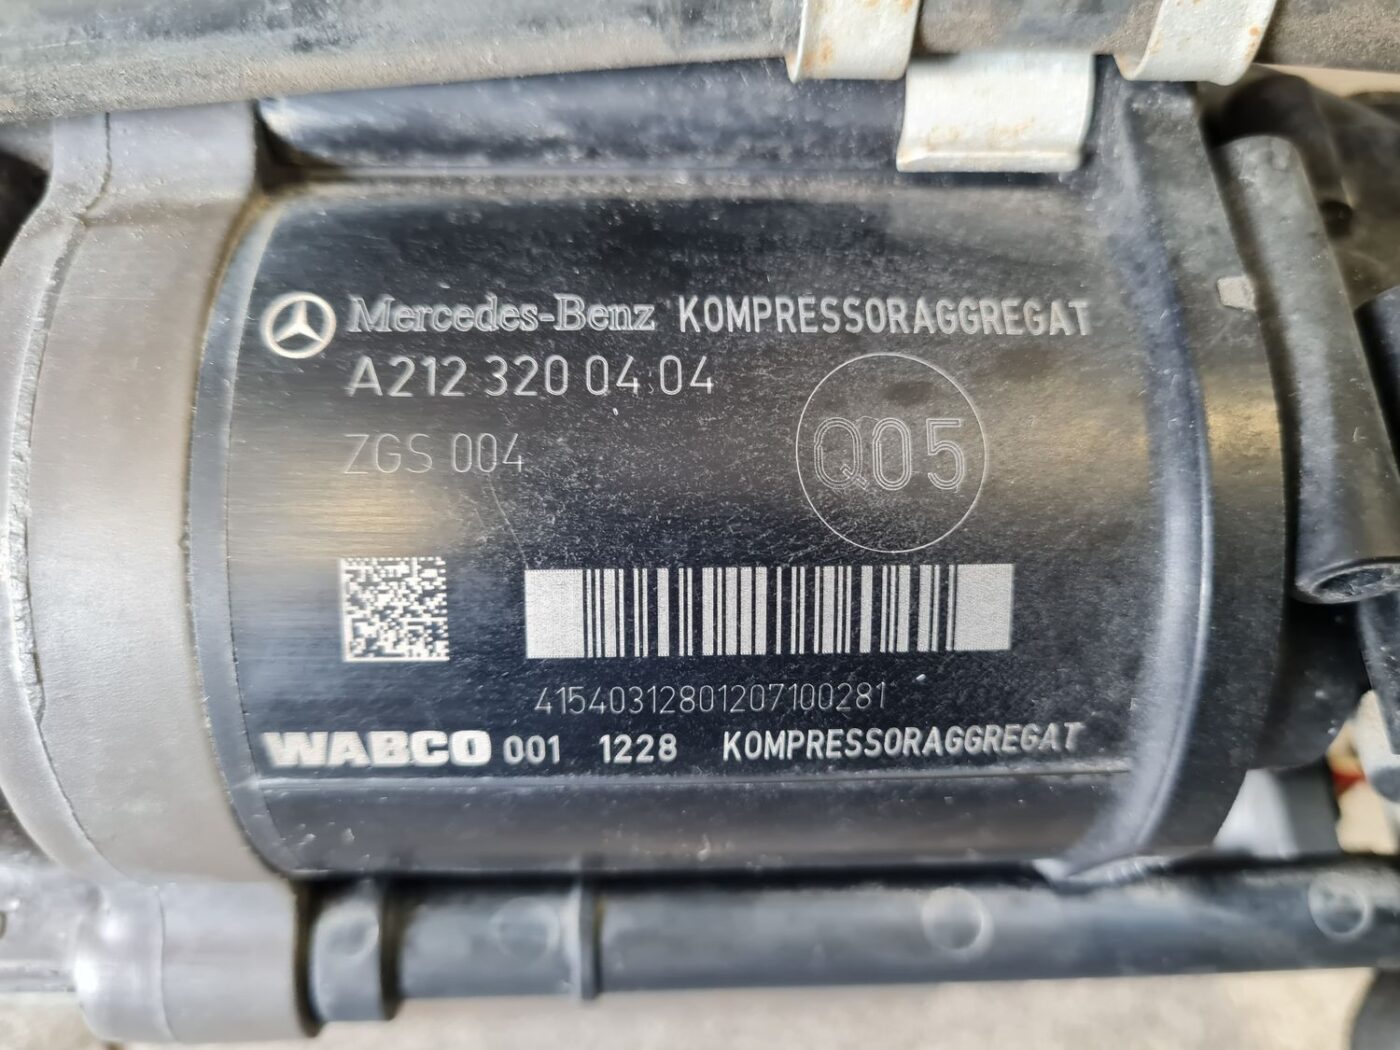 Mercedes-Benz KOMPRESSORAGGREGAT
A212 320 04 04
ZGS 004
Q05
41540312801207100281
WABCO 001 1228 KOMPRESSORAGGREGAT